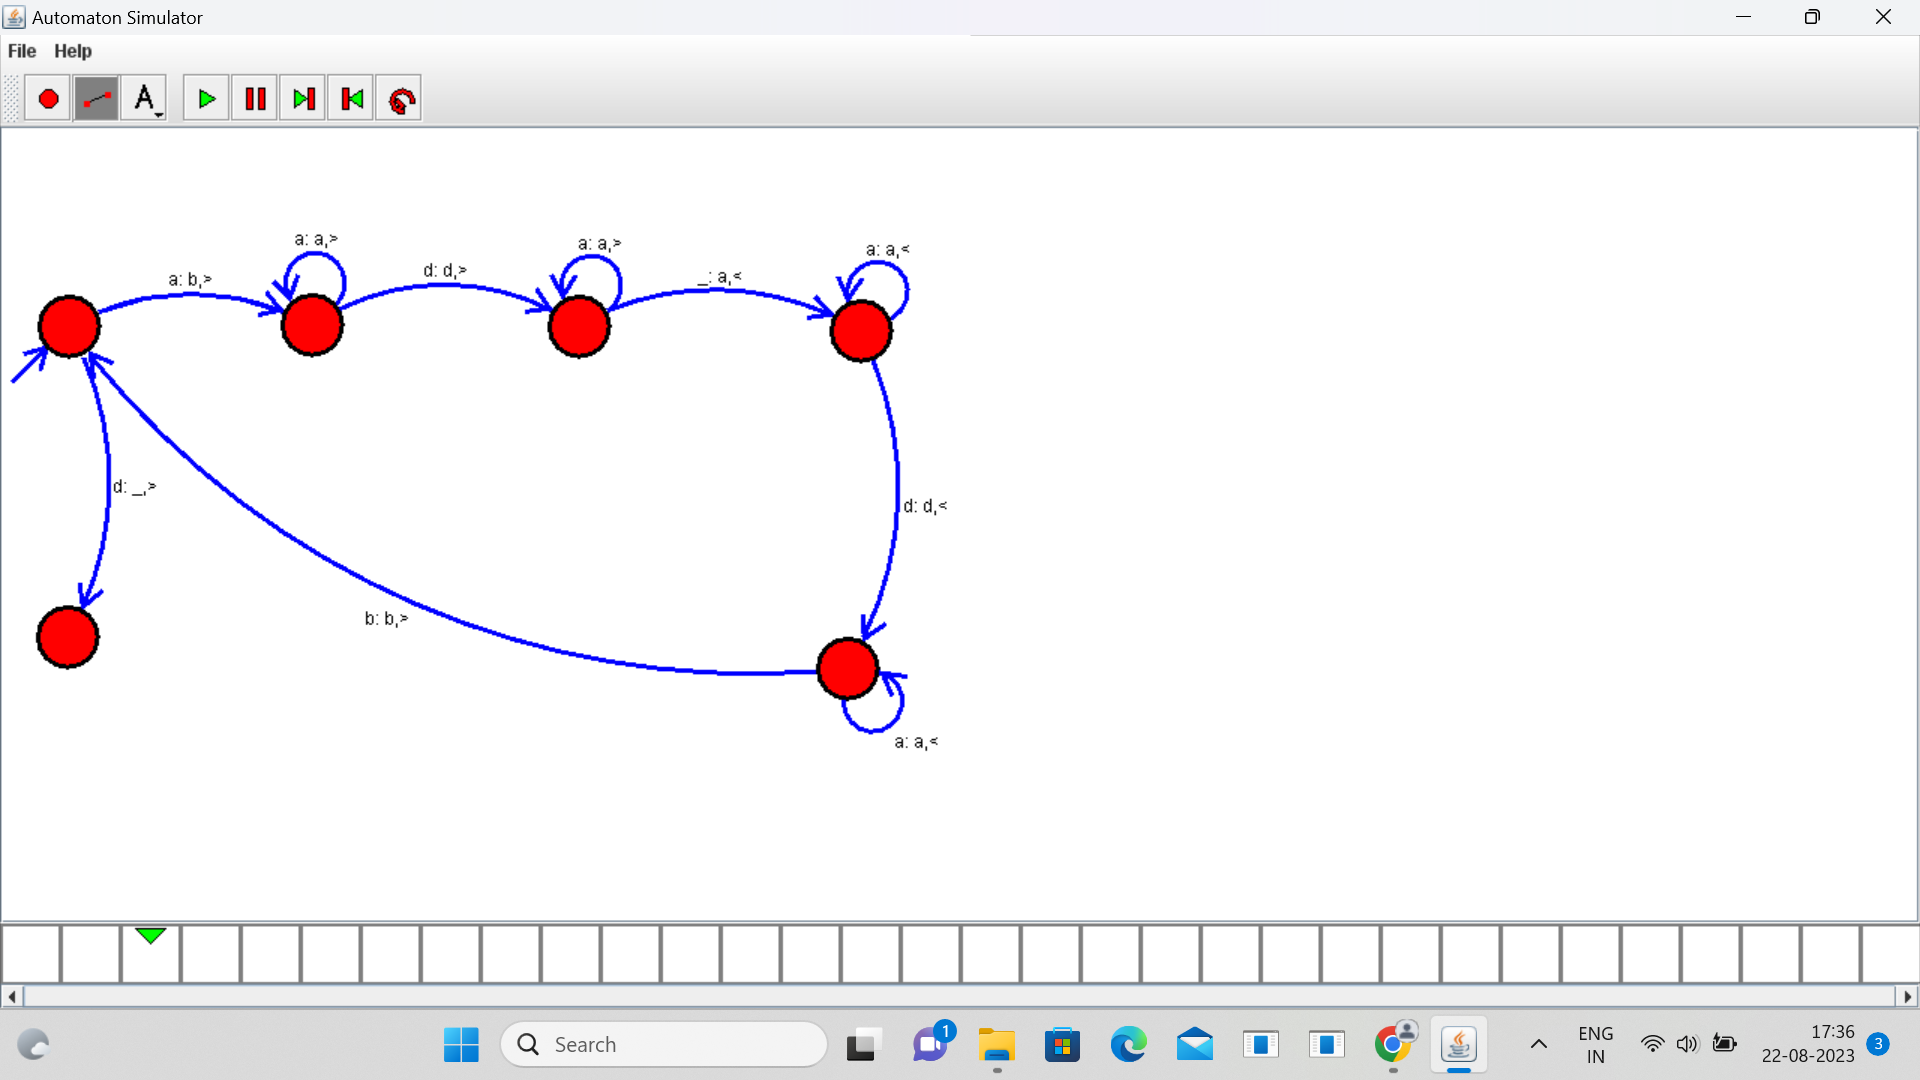 Automaton Simulator
File Help
A
a: a,>
a: a,>
a: a,<
a: b,>
d: d,>
_: a,<
d: _,>
d: d,<
b: b,>
a: a,<
Search
1
ENG
IN
17:36
22-08-2023
3